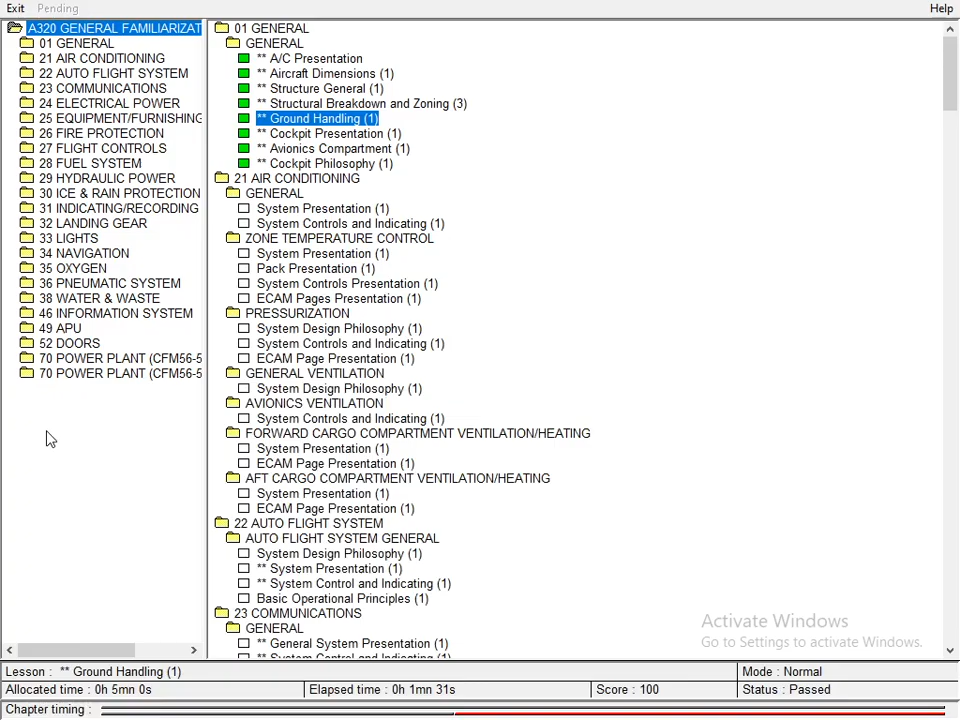 Exit Pending Help
A320 GENERAL FAMILIARIZAT
01 GENERAL
21 AIR CONDITIONING
22 AUTO FLIGHT SYSTEM
23 COMMUNICATIONS
24 ELECTRICAL POWER
25 EQUIPMENT/FURNISHING
26 FIRE PROTECTION
27 FLIGHT CONTROLS
28 FUEL SYSTEM
29 HYDRAULIC POWER
30 ICE & RAIN PROTECTION
31 INDICATING/RECORDING
32 LANDING GEAR
33 LIGHTS
34 NAVIGATION
35 OXYGEN
36 PNEUMATIC SYSTEM
38 WATER & WASTE
46 INFORMATION SYSTEM
49 APU
52 DOORS
70 POWER PLANT (CFM56-5
70 POWER PLANT (CFM56-5
01 GENERAL
GENERAL
** A/C Presentation
** Aircraft Dimensions (1)
** Structure General (1)
** Structural Breakdown and Zoning (3)
** Ground Handling (1)
** Cockpit Presentation (1)
** Avionics Compartment (1)
** Cockpit Philosophy (1)
21 AIR CONDITIONING
GENERAL
System Presentation (1)
System Controls and Indicating (1)
ZONE TEMPERATURE CONTROL
System Presentation (1)
Pack Presentation (1)
System Controls Presentation (1)
ECAM Pages Presentation (1)
PRESSURIZATION
System Design Philosophy (1)
System Controls and Indicating (1)
ECAM Page Presentation (1)
GENERAL VENTILATION
System Design Philosophy (1)
AVIONICS VENTILATION
System Controls and Indicating (1)
FORWARD CARGO COMPARTMENT VENTILATION/HEATING
System Presentation (1)
ECAM Page Presentation (1)
AFT CARGO COMPARTMENT VENTILATION/HEATING
System Presentation (1)
ECAM Page Presentation (1)
22 AUTO FLIGHT SYSTEM
AUTO FLIGHT SYSTEM GENERAL
System Design Philosophy (1)
** System Presentation (1)
** System Control and Indicating (1)
Basic Operational Principles (1)
23 COMMUNICATIONS
GENERAL
** General System Presentation (1)
** System Control and Indicating (1)
Activate Windows
Go to Settings to activate Windows.
Lesson : ** Ground Handling (1) Mode : Normal
Allocated time : 0h 5mn 0s Elapsed time : 0h 1mn 31s Score : 100 Status : Passed
Chapter timing :